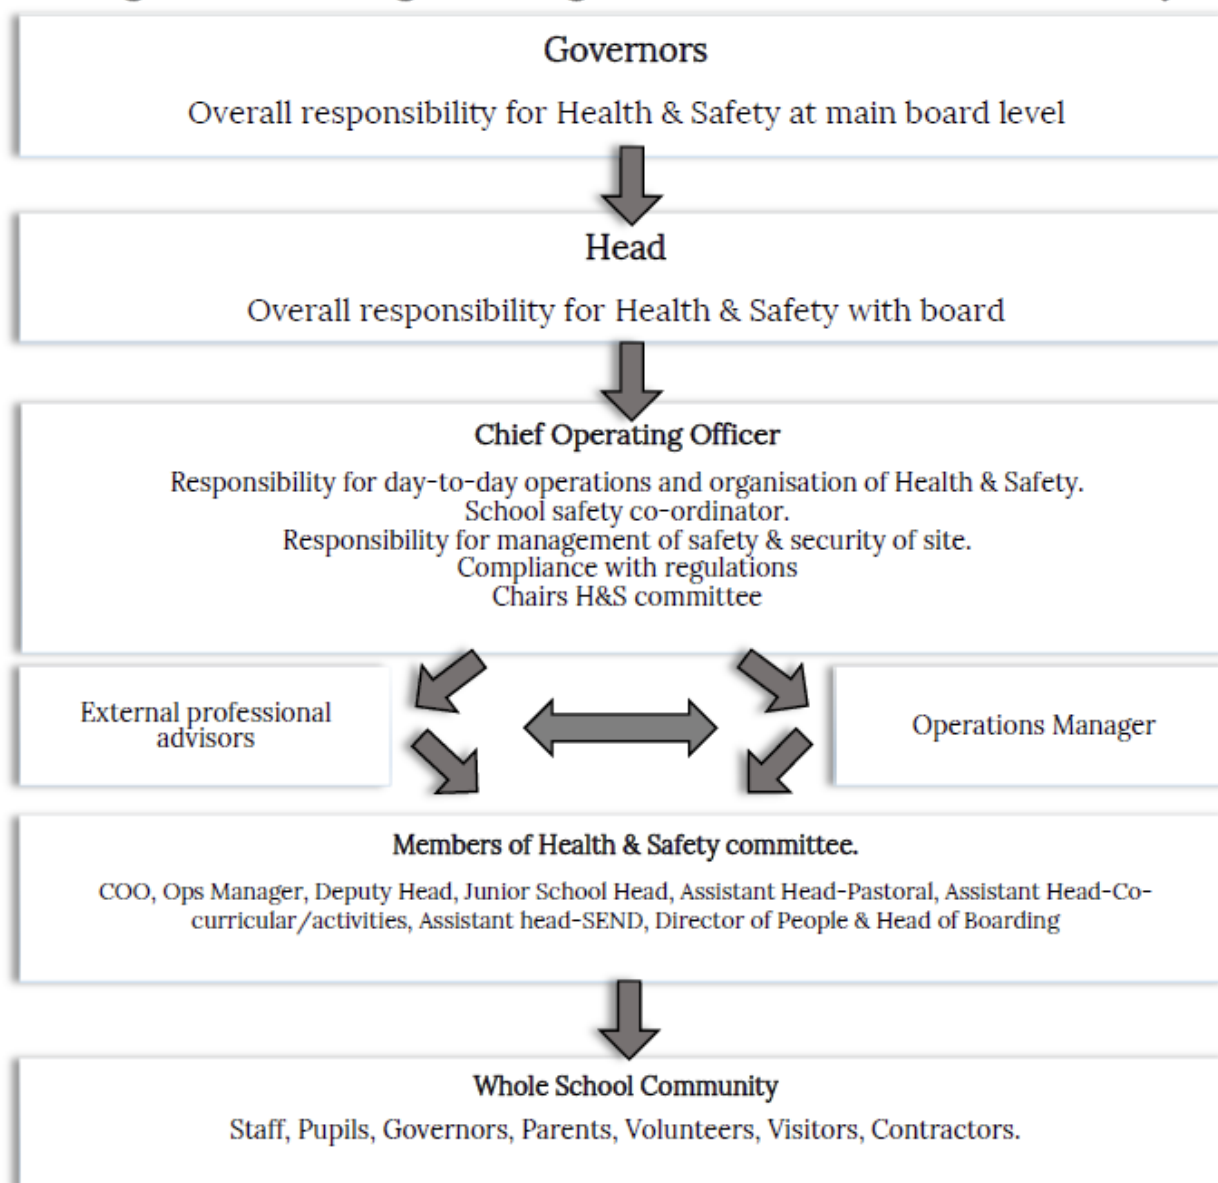 Governors
Overall responsibility for Health & Safety at main board level
Head
Overall responsibility for Health & Safety with board
Chief Operating Officer
Responsibility for day-to-day operations and organisation of Health & Safety.
School safety co-ordinator.
Responsibility for management of safety & security of site.
Compliance with regulations
Chairs H&S committee
External professional
advisors
Operations Manager
Members of Health & Safety committee.
COO, Ops Manager, Deputy Head, Junior School Head, Assistant Head-Pastoral, Assistant Head-Co-
curricular/activities, Assistant head-SEND, Director of People & Head of Boarding
Whole School Community
Staff, Pupils, Governors, Parents, Volunteers, Visitors, Contractors.